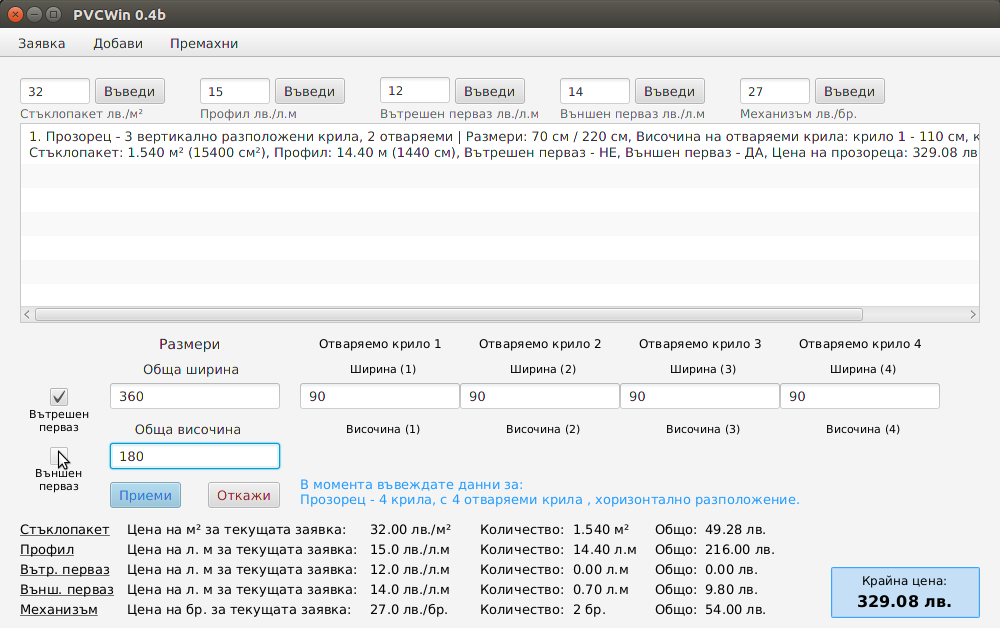 PVCWin 0.4b
Заявка Добави Премахни
32 Въведи 15 Въведи 12 Въведи 14 Въведи 27 Въведи
Стъклопакет лв./м² Профил лв./л.м Вътрешен перваз лв./л.м Външен перваз лв./л.м Механизъм лв./бр.
1. Прозорец - 3 вертикално разположени крила, 2 отваряеми | Размери: 70 см / 220 см, Височина на отваряеми крила: крило 1 - 110 см, к
Стъклопакет: 1.540 м² (15400 см²), Профил: 14.40 м (1440 см), Вътрешен перваз - НЕ, Външен перваз - ДА, Цена на прозореца: 329.08 лв
Размери Отваряемо крило 1 Отваряемо крило 2 Отваряемо крило 3 Отваряемо крило 4
Обща ширина Ширина (1) Ширина (2) Ширина (3) Ширина (4)
360 90 90 90 90
Вътрешен
перваз
Обща височина Височина (1) Височина (2) Височина (3) Височина (4)
180
Външен
перваз
Приеми Откажи
В момента въвеждате данни за:
Прозорец - 4 крила, с 4 отваряеми крила , хоризонтално разположение.
Стъклопакет Цена на м² за текущата заявка: 32.00 лв./м² Количество: 1.540 м² Общо: 49.28 лв.
Профил Цена на л. м за текущата заявка: 15.0 лв./л.м Количество: 14.40 л.м Общо: 216.00 лв.
Вътр. перваз Цена на л. м за текущата заявка: 12.0 лв./л.м Количество: 0.00 л.м Общо: 0.00 лв.
Външ. перваз Цена на л. м за текущата заявка: 14.0 лв./л.м Количество: 0.70 л.м Общо: 9.80 лв.
Механизъм Цена на бр. за текущата заявка: 27.0 лв./бр. Количество: 2 бр. Общо: 54.00 лв.
Крайна цена:
329.08 лв.